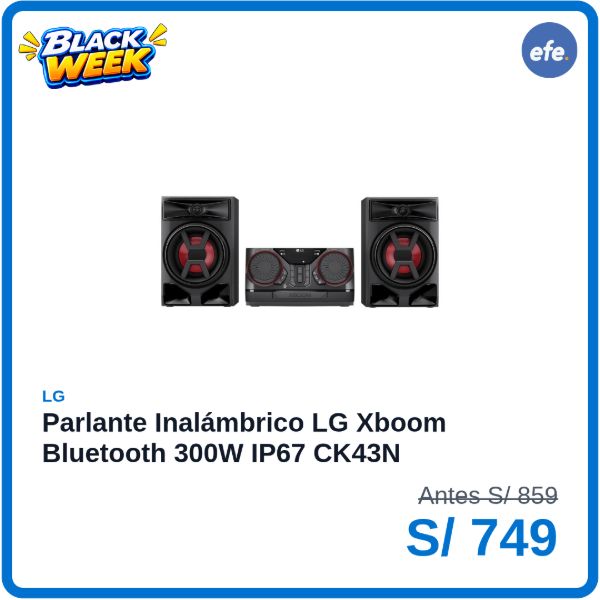 BLACK
WEEK
efe.
LG
Parlante Inalámbrico LG Xboom
Bluetooth 300W IP67 CK43N
Antes S/ 859
S/ 749